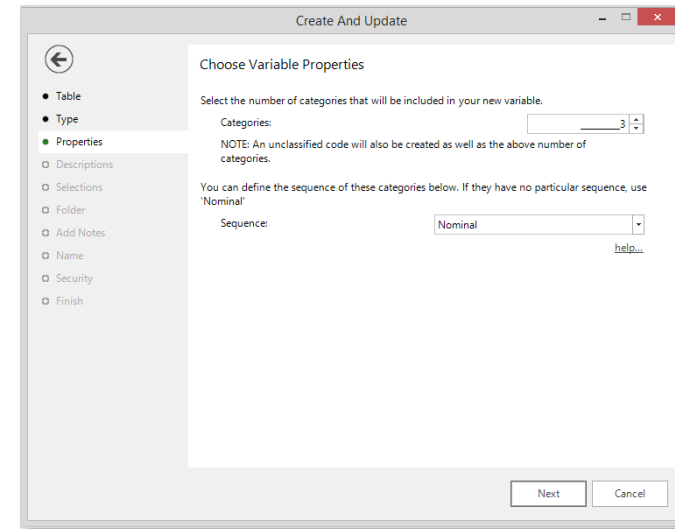 Create And Update
Choose Variable Properties
Table
Type
Properties
Descriptions
Selections
Folder
Add Notes
Name
Security
Finish
Select the number of categories that will be included in your new variable.
Categories:
_______3
NOTE: An unclassified code will also be created as well as the above number of
categories.
You can define the sequence of these categories below. If they have no particular sequence, use
'Nominal'
Sequence:
Nominal
help...
Next
Cancel